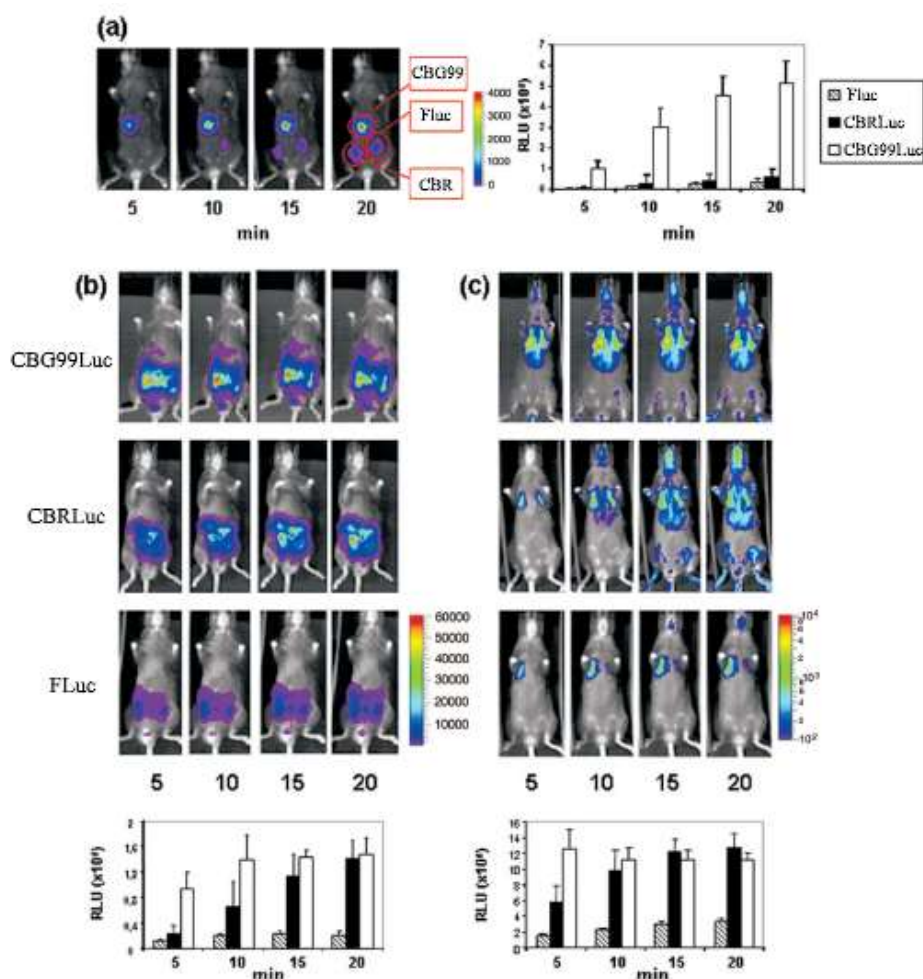 (a)
CBG99
Fluc
CBR
4000
3000
2000
1000
0
5 10 15 20
min
RLU
7
6
5
4
3
2
1
0
5 10 15 20
min
Fluc
CBRLuc
CBG99Luc
(b)
(c)
CBG99Luc
CBRLuc
FLuc
60000
50000
40000
30000
20000
10000
5 10 15 20
5 10 15 20
RLU
2
1,6
1,2
0,8
0,4
0
5 10 15 20
min
RLU
16
14
12
10
8
6
4
2
0
5 10 15 20
min